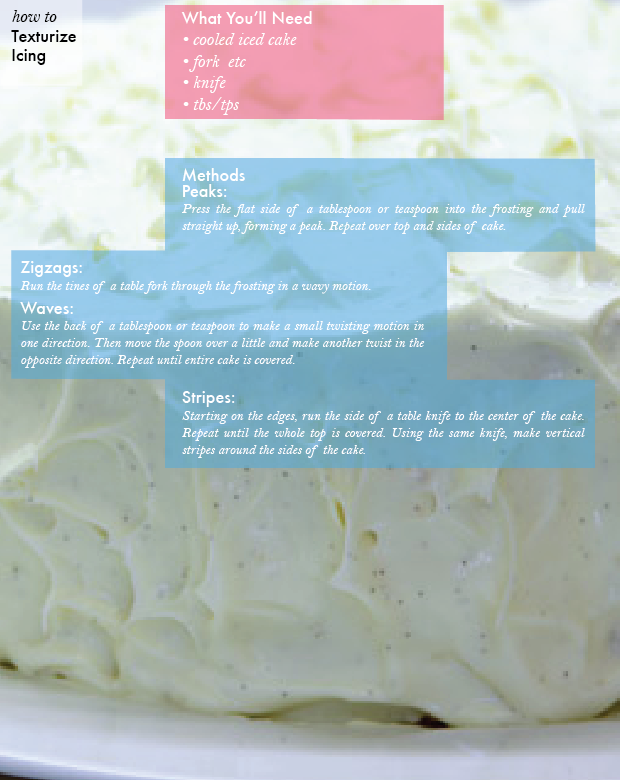 how to
Texturize
Icing
What You'll Need
• cooled iced cake
• fork etc
• knife
• tbs/tps
Methods
Peaks:
Press the flat side of a tablespoon or teaspoon into the frosting and pull
straight up, forming a peak. Repeat over top and sides of cake.
Zigzags:
Run the tines of a table fork through the frosting in a wavy motion.
Waves:
Use the back of a tablespoon or teaspoon to make a small twisting motion in
one direction. Then move the spoon over a little and make another twist in the
opposite direction. Repeat until entire cake is covered.
Stripes:
Starting on the edges, run the side of a table knife to the center of the cake.
Repeat until the whole top is covered. Using the same knife, make vertical
stripes around the sides of the cake.